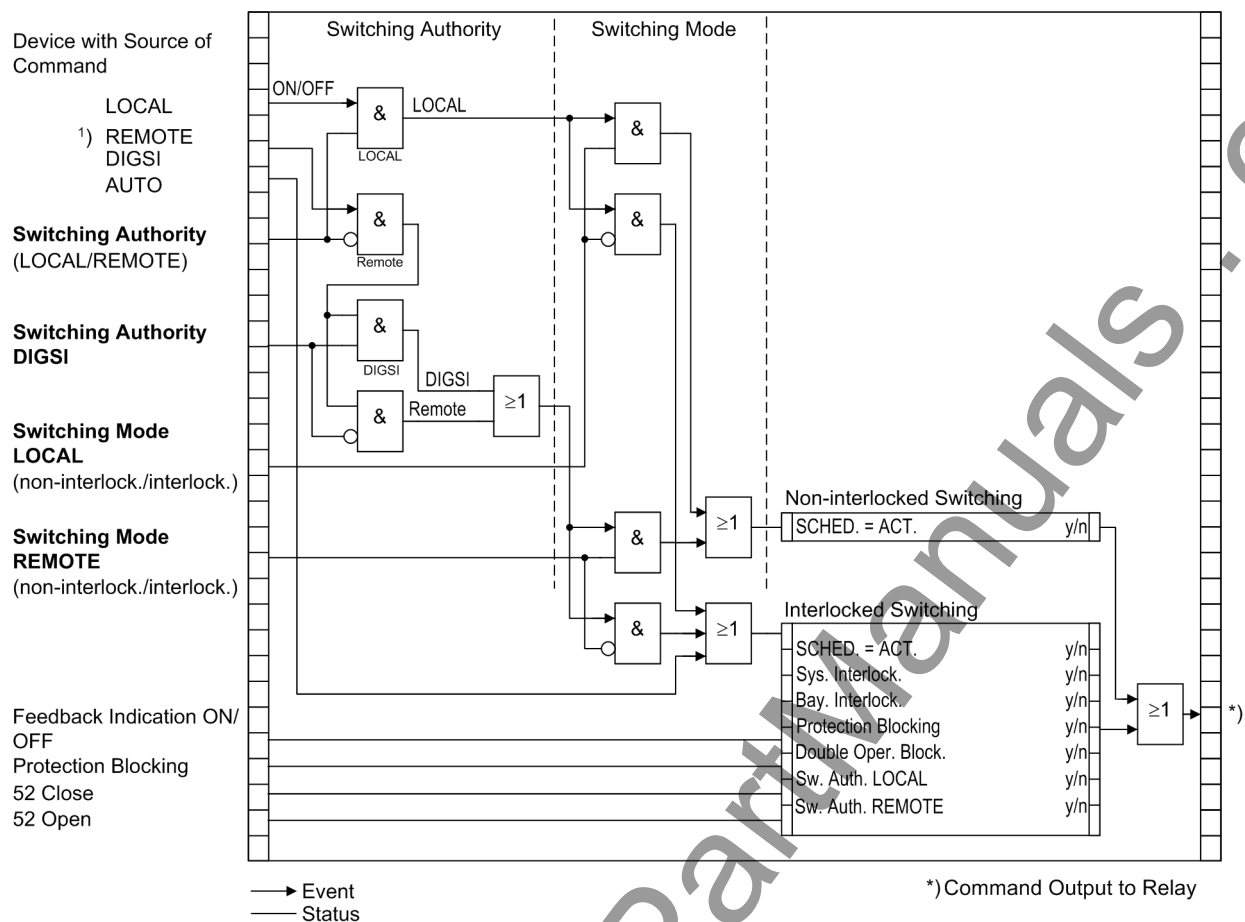 Switching Authority
Switching Mode
Device with Source of
Command
ON/OFF
LOCAL
1) REMOTE
DIGSI
AUTO
&
LOCAL
LOCAL
&
&
Remote
&
Switching Authority
(LOCAL/REMOTE)
Switching Authority
DIGSI
&
DIGSI
DIGSI
&
Remote
≥1
Switching Mode
LOCAL
(non-interlock./interlock.)
Switching Mode
REMOTE
(non-interlock./interlock.)
&
≥1
Non-interlocked Switching
SCHED. = ACT. y/n
&
≥1
Interlocked Switching
SCHED. = ACT. y/n
Sys. Interlock. y/n
Bay. Interlock. y/n
Protection Blocking y/n
Double Oper. Block. y/n
Sw. Auth. LOCAL y/n
Sw. Auth. REMOTE y/n
≥1
*)
Feedback Indication ON/
OFF
Protection Blocking
52 Close
52 Open
Event
Status
*) Command Output to Relay
PartManuals